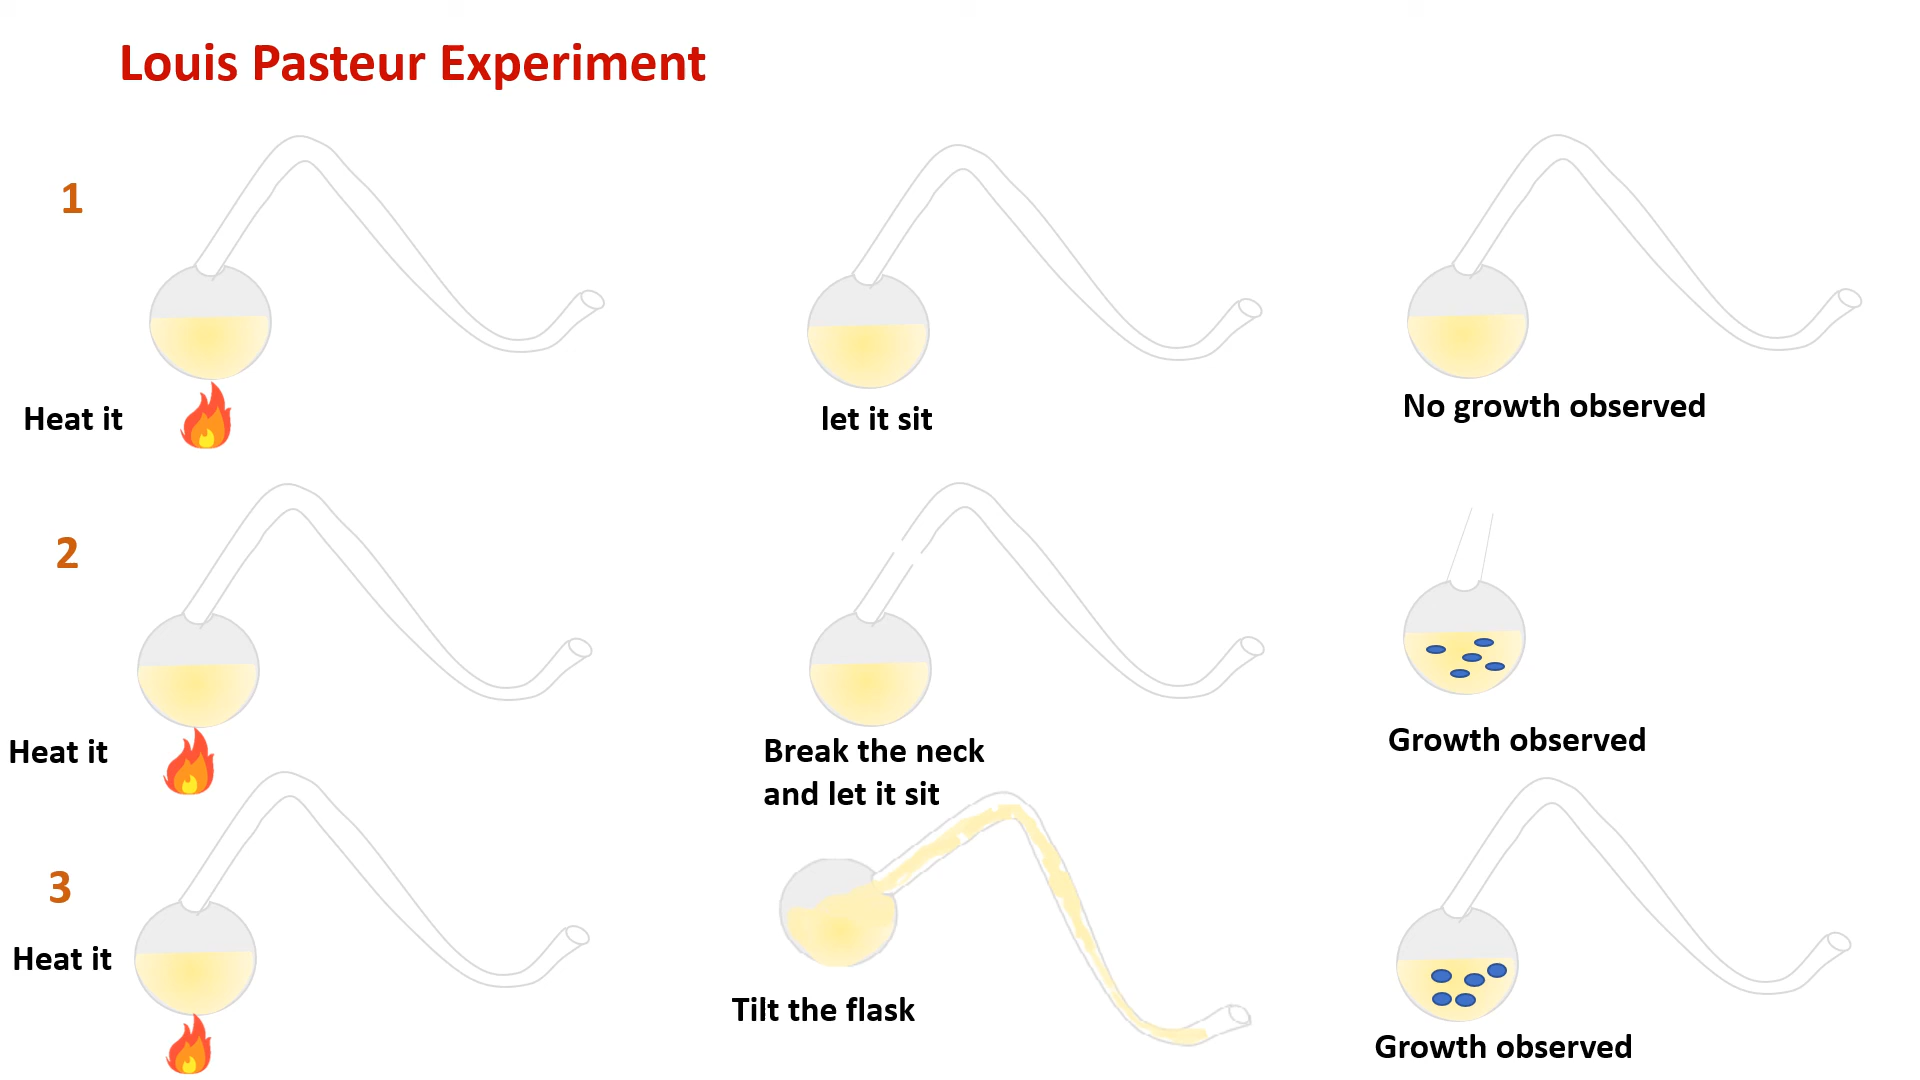 Louis Pasteur Experiment
1
Heat it
let it sit
No growth observed
2
Heat it
Break the neck
and let it sit
Growth observed
3
Heat it
Tilt the flask
Growth observed